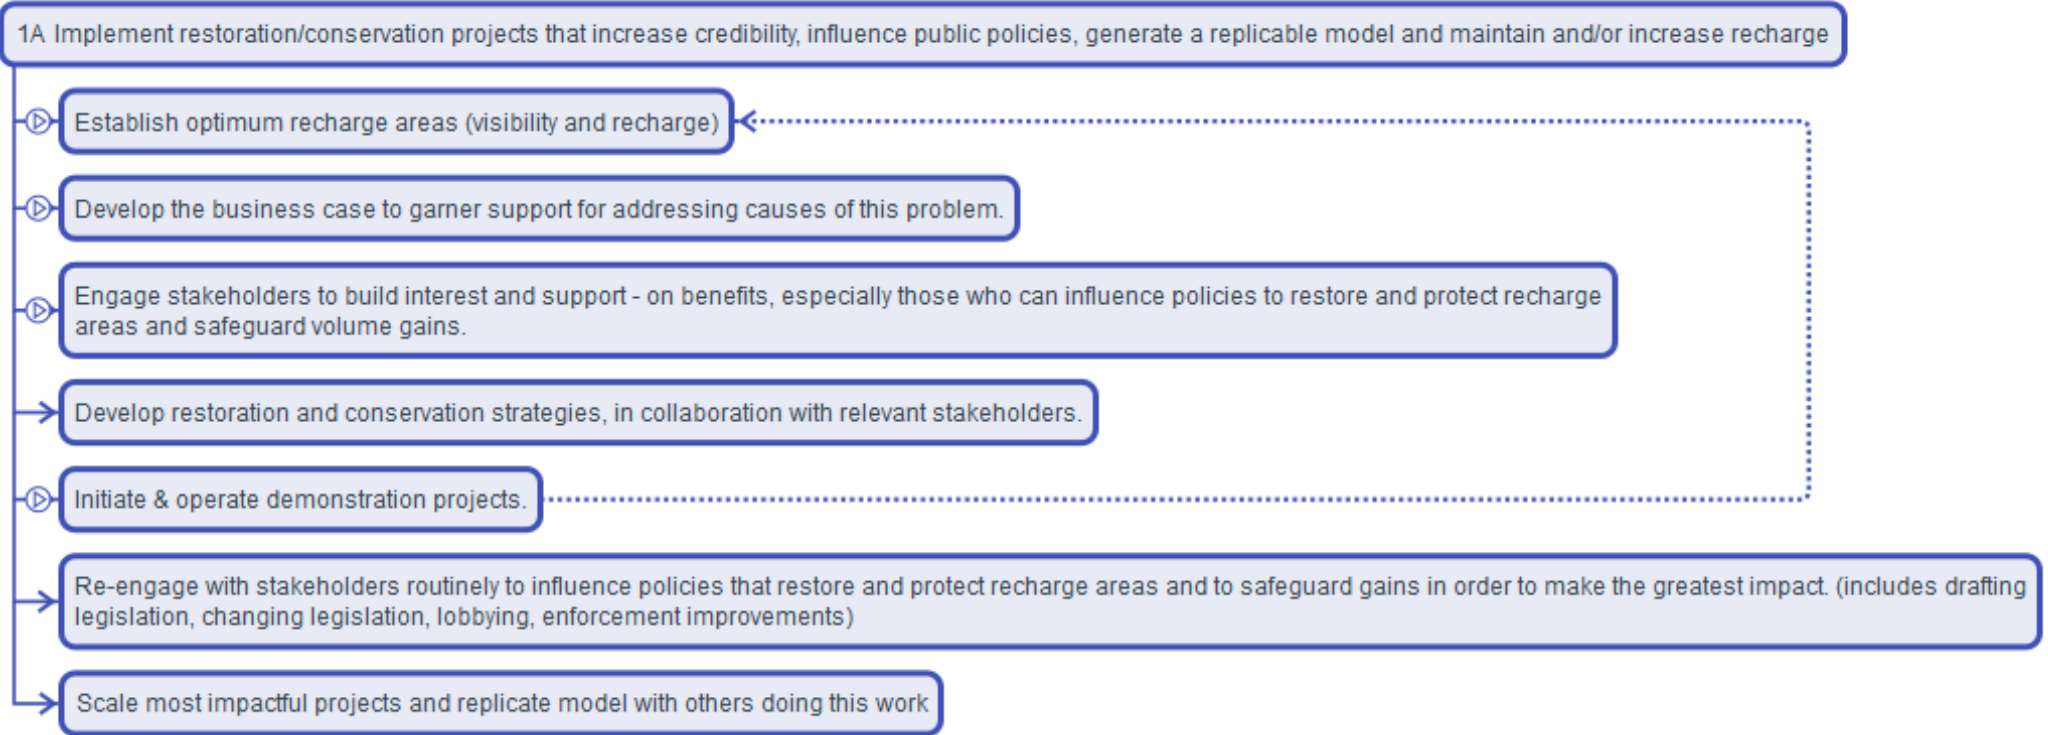 1A Implement restoration/conservation projects that increase credibility, influence public policies, generate a replicable model and maintain and/or increase recharge
Establish optimum recharge areas (visibility and recharge)
Develop the business case to garner support for addressing causes of this problem.
Engage stakeholders to build interest and support - on benefits, especially those who can influence policies to restore and protect recharge
areas and safeguard volume gains.
Develop restoration and conservation strategies, in collaboration with relevant stakeholders.
Initiate & operate demonstration projects.
Re-engage with stakeholders routinely to influence policies that restore and protect recharge areas and to safeguard gains in order to make the greatest impact. (includes drafting
legislation, changing legislation, lobbying, enforcement improvements)
Scale most impactful projects and replicate model with others doing this work